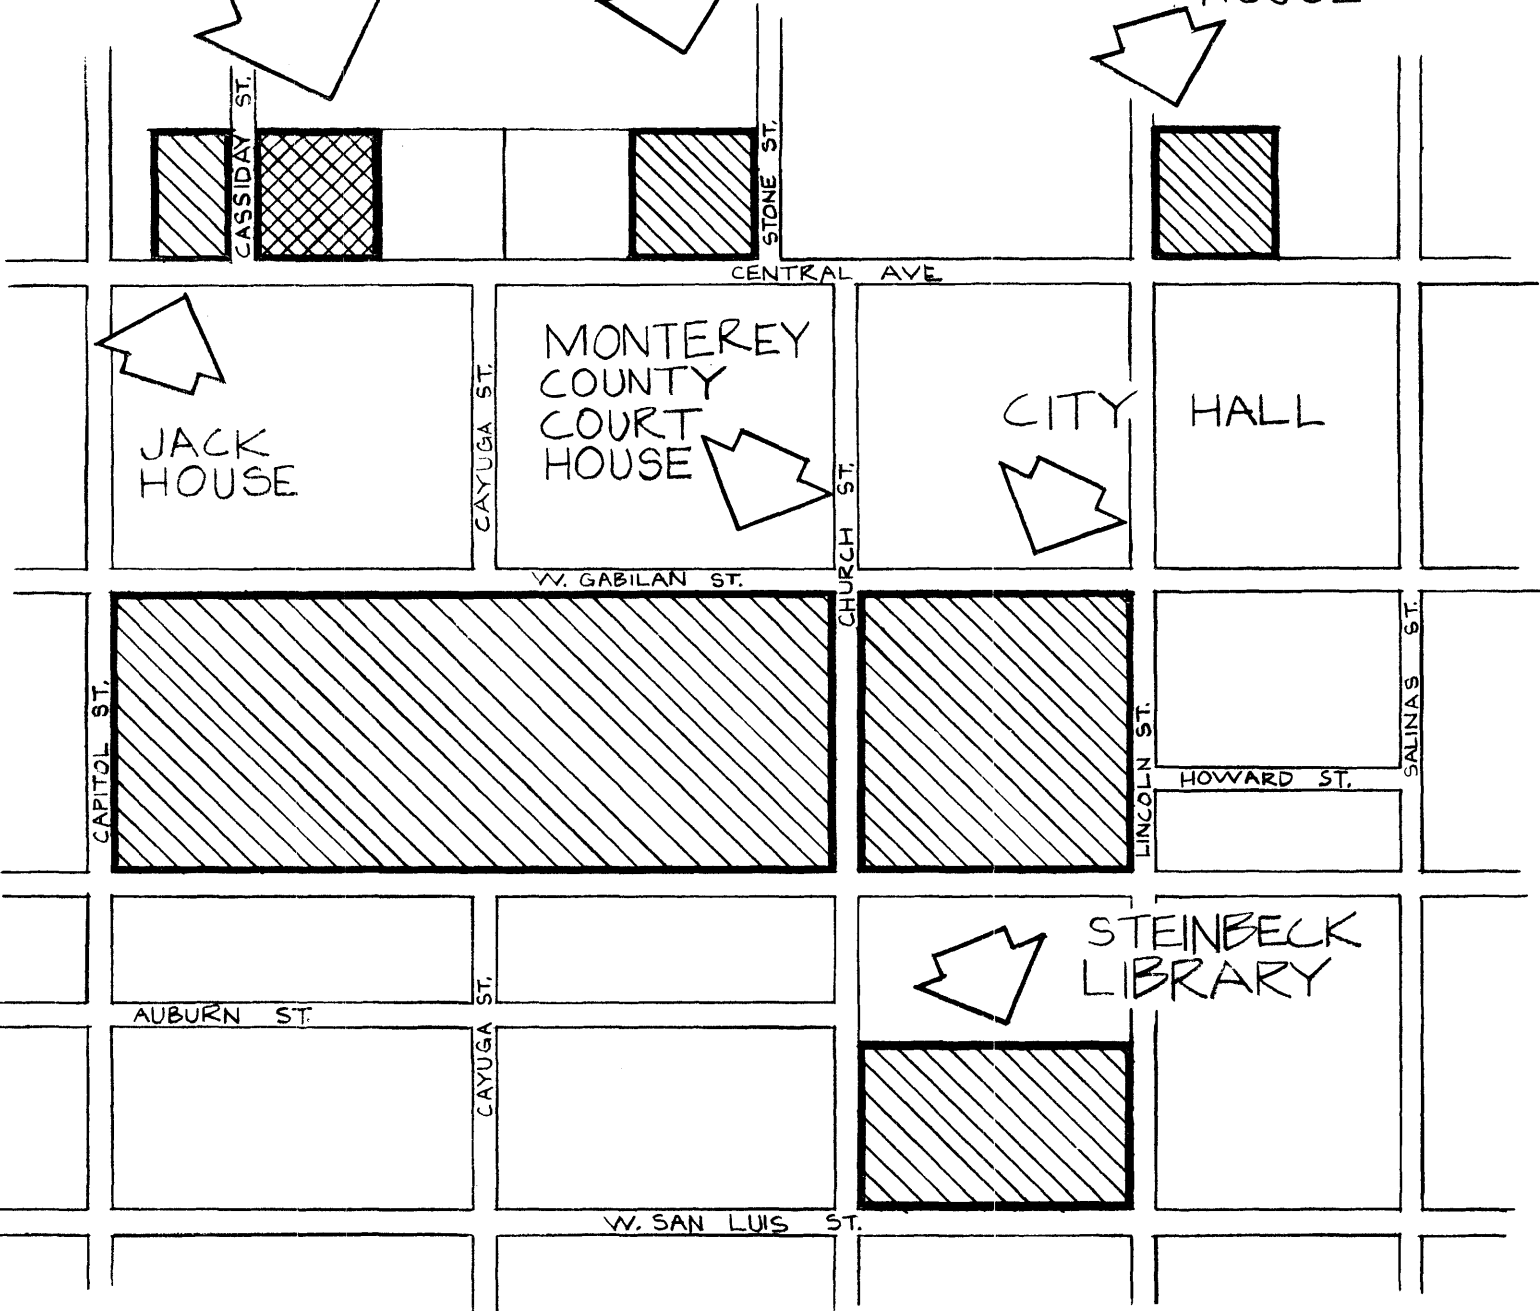 CASSIDAY ST.
STONE ST.
CENTRAL AVE
MONTEREY
COUNTY
COURT
HOUSE
CAYUGA ST.
CITY HALL
JACK
HOUSE
CHURCH ST.
W. GABILAN ST.
CAPITOL ST.
LINCOLN ST.
SALINAS ST.
HOWARD ST.
STEINBECK
LIBRARY
AUBURN ST.
CAYUGA ST.
W. SAN LUIS ST.